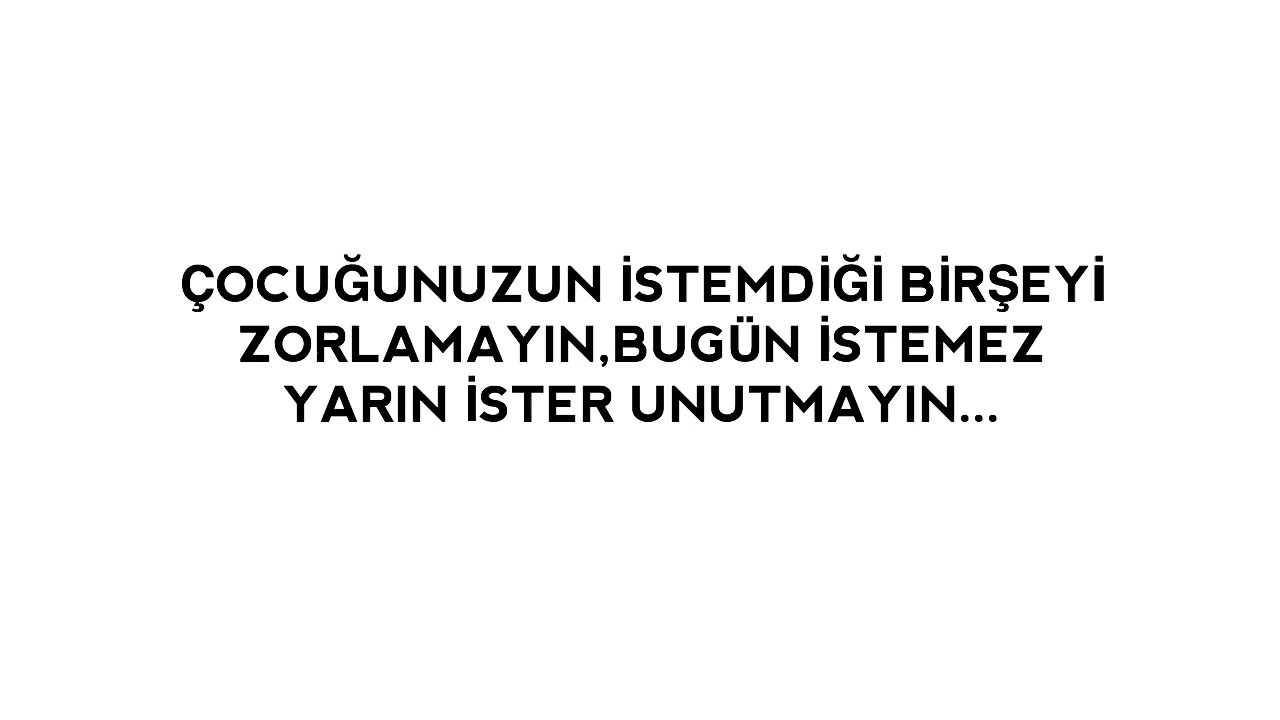 ÇOCUĞUNUZUN İSTEMDİĞİ BİRŞEYİ
ZORLAMAYIN,BUGÜN İSTEMEZ
YARIN İSTER UNUTMAYIN...